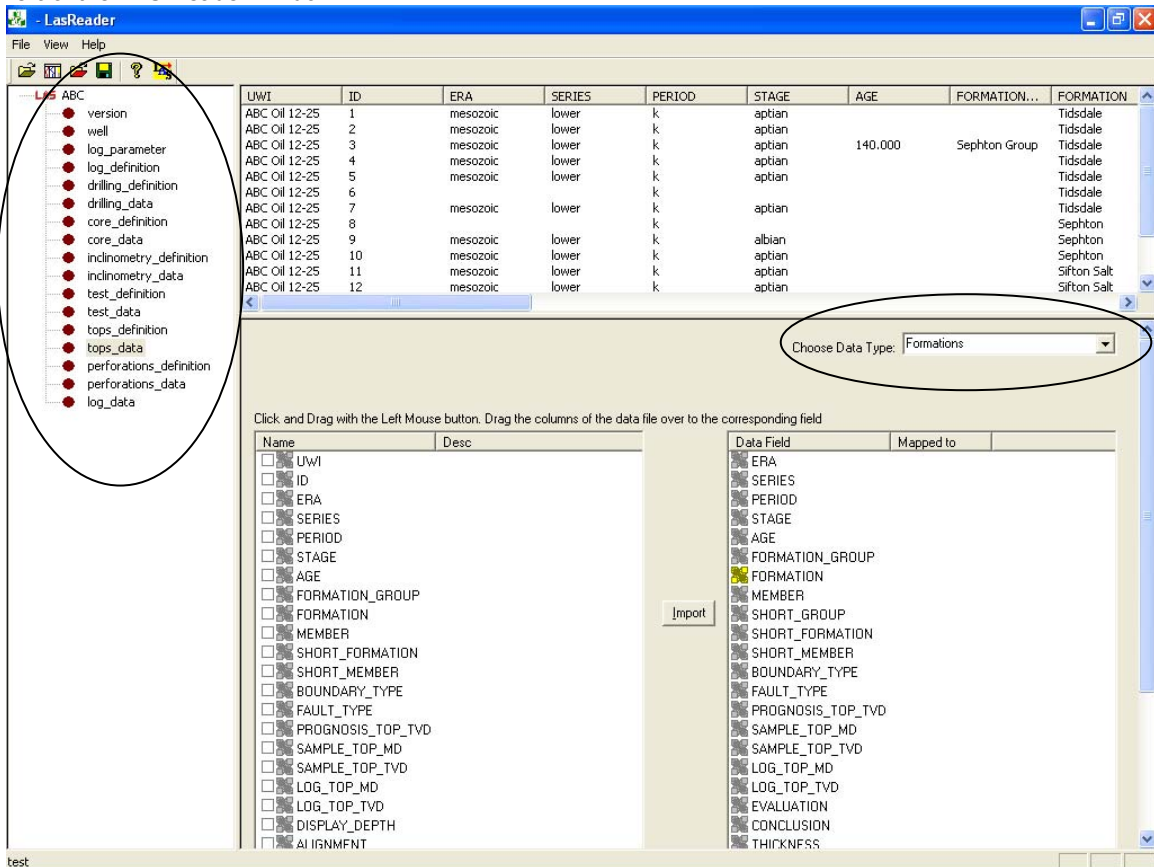 - LasReader
File View Help
LAS ABC
version
well
log_parameter
log_definition
drilling_definition
drilling_data
core_definition
core_data
inclinometry_definition
inclinometry_data
test_definition
test_data
tops_definition
tops_data
perforations_definition
perforations_data
log_data
UWI ID ERA SERIES PERIOD STAGE AGE FORMATION... FORMATION
ABC Oil 12-25 1 mesozoic lower k aptian Tidsdale
ABC Oil 12-25 2 mesozoic lower k aptian Tidsdale
ABC Oil 12-25 3 mesozoic lower k aptian 140.000 Sephton Group Tidsdale
ABC Oil 12-25 4 mesozoic lower k aptian Tidsdale
ABC Oil 12-25 5 mesozoic lower k aptian Tidsdale
ABC Oil 12-25 6 k Tidsdale
ABC Oil 12-25 7 mesozoic lower k aptian Tidsdale
ABC Oil 12-25 8 k Sephton
ABC Oil 12-25 9 mesozoic lower k albian Sephton
ABC Oil 12-25 10 mesozoic lower k aptian Sephton
ABC Oil 12-25 11 mesozoic lower k aptian Sifton Salt
ABC Oil 12-25 12 mesozoic lower k aptian Sifton Salt
Choose Data Type: Formations
Click and Drag with the Left Mouse button. Drag the columns of the data file over to the corresponding field
Name Desc
UWI
ID
ERA
SERIES
PERIOD
STAGE
AGE
FORMATION_GROUP
FORMATION
MEMBER
SHORT_FORMATION
SHORT_MEMBER
BOUNDARY_TYPE
FAULT_TYPE
PROGNOSIS_TOP_TVD
SAMPLE_TOP_MD
SAMPLE_TOP_TVD
LOG_TOP_MD
LOG_TOP_TVD
DISPLAY_DEPTH
ALIGNMENT
Import
Data Field Mapped to
ERA
SERIES
PERIOD
STAGE
AGE
FORMATION_GROUP
FORMATION
MEMBER
SHORT_GROUP
SHORT_FORMATION
SHORT_MEMBER
BOUNDARY_TYPE
FAULT_TYPE
PROGNOSIS_TOP_TVD
SAMPLE_TOP_MD
SAMPLE_TOP_TVD
LOG_TOP_MD
LOG_TOP_TVD
EVALUATION
CONCLUSION
THICKNESS
test